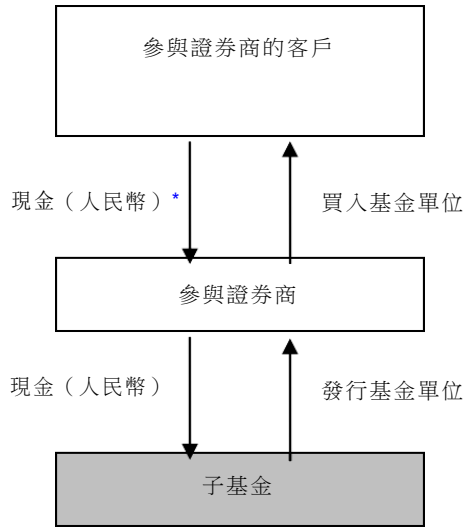 參與證券商的客戶
現金（人民幣）*
買入基金單位
參與證券商
現金（人民幣）
發行基金單位
子基金